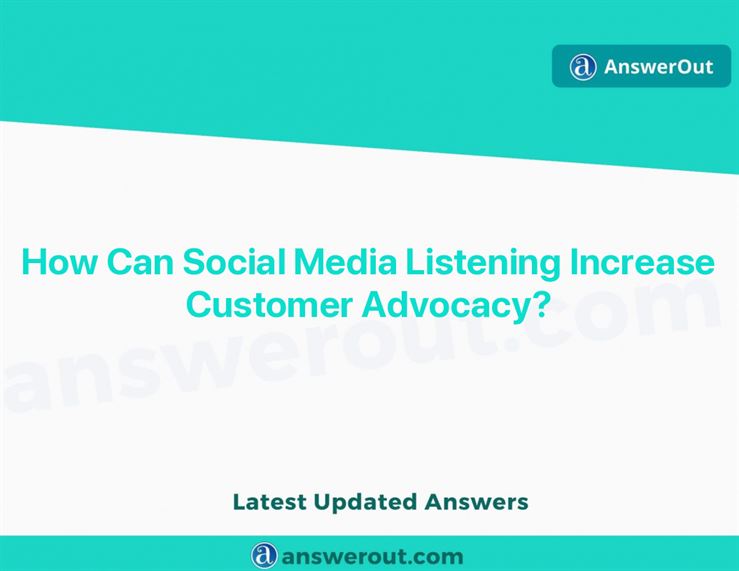 AnswerOut
How Can Social Media Listening Increase
Customer Advocacy?
answerout.com
Latest Updated Answers
answerout.com